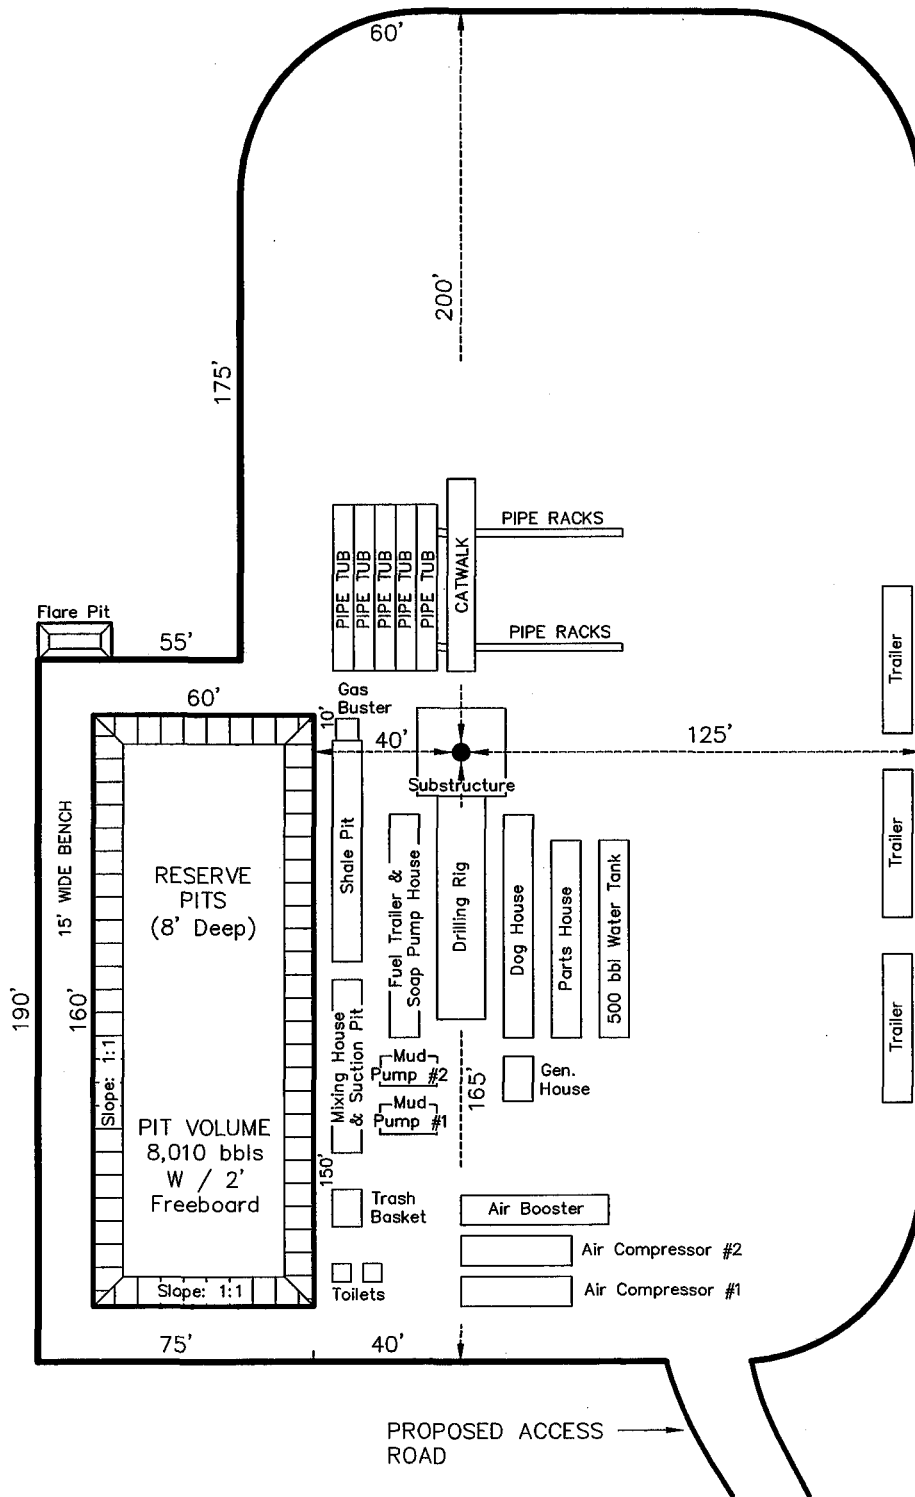 60'
200'
175'
PIPE TUB
PIPE TUB
PIPE TUB
PIPE TUB
PIPE TUB
CATWALK
PIPE RACKS
PIPE RACKS
Flare Pit
55'
Trailer
60'
Gas
Buster
10'
40'
125'
Substructure
15' WIDE BENCH
RESERVE
PITS
(8' Deep)
Shale Pit
Fuel Trailer &
Soap Pump House
Drilling Rig
Dog House
Parts House
500 bbl Water Tank
Trailer
190'
160'
Slope: 1:1
Mixing House
& Suction Pit
Mud
Pump #2
165'
Gen.
House
Trailer
Mud
Pump #1
PIT VOLUME
8,010 bbls
W / 2'
Freeboard
150'
Trash
Basket
Air Booster
Air Compressor #2
Slope: 1:1
Toilets
Air Compressor #1
75'
40'
PROPOSED ACCESS
ROAD